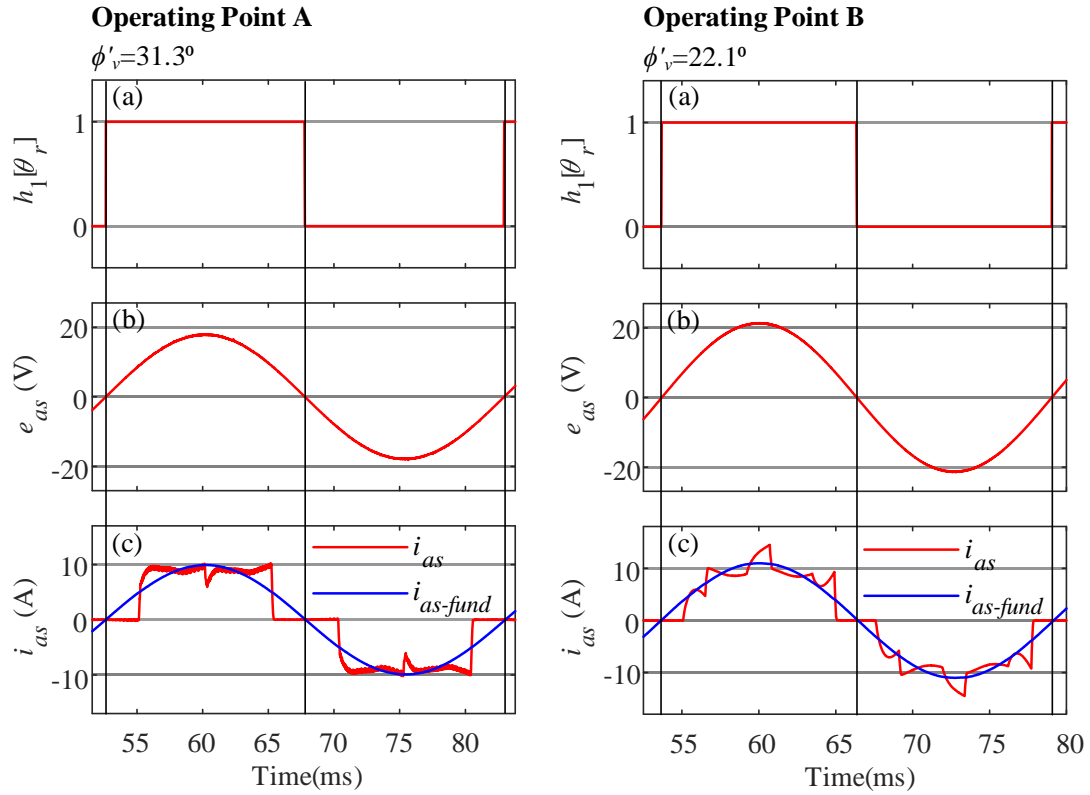 Operating Point A
ϕ'v=31.3º
(a)
h1[θr]
1
0
(b)
eas (V)
20
0
-20
(c)
ias (A)
10
0
-10
ias
ias-fund
55 60 65 70 75 80
Time(ms)
Operating Point B
ϕ'v=22.1º
(a)
h1[θr]
1
0
(b)
eas (V)
20
0
-20
(c)
ias (A)
10
0
-10
ias
ias-fund
55 60 65 70 75 80
Time(ms)